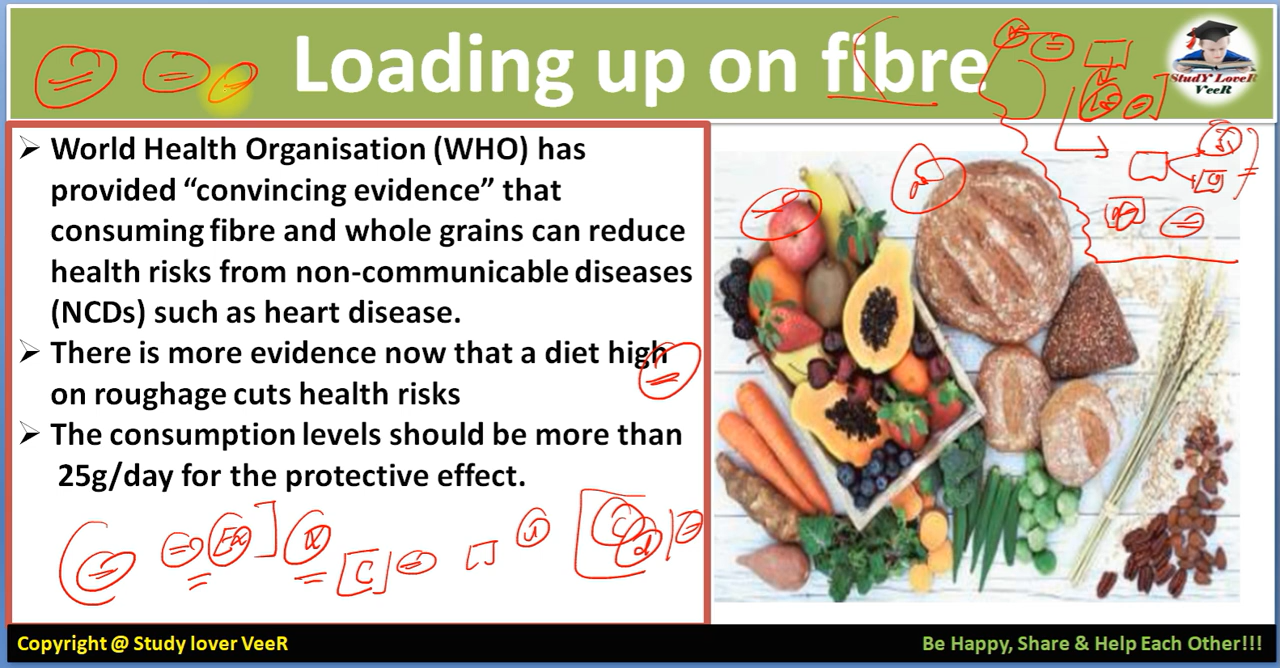 Loading up on fibre
StudY LoveR
VeeR
➢ World Health Organisation (WHO) has
provided “convincing evidence” that
consuming fibre and whole grains can reduce
health risks from non-communicable diseases
(NCDs) such as heart disease.
➢ There is more evidence now that a diet high
on roughage cuts health risks
➢ The consumption levels should be more than
25g/day for the protective effect.
Copyright @ Study lover VeeR
Be Happy, Share & Help Each Other!!!